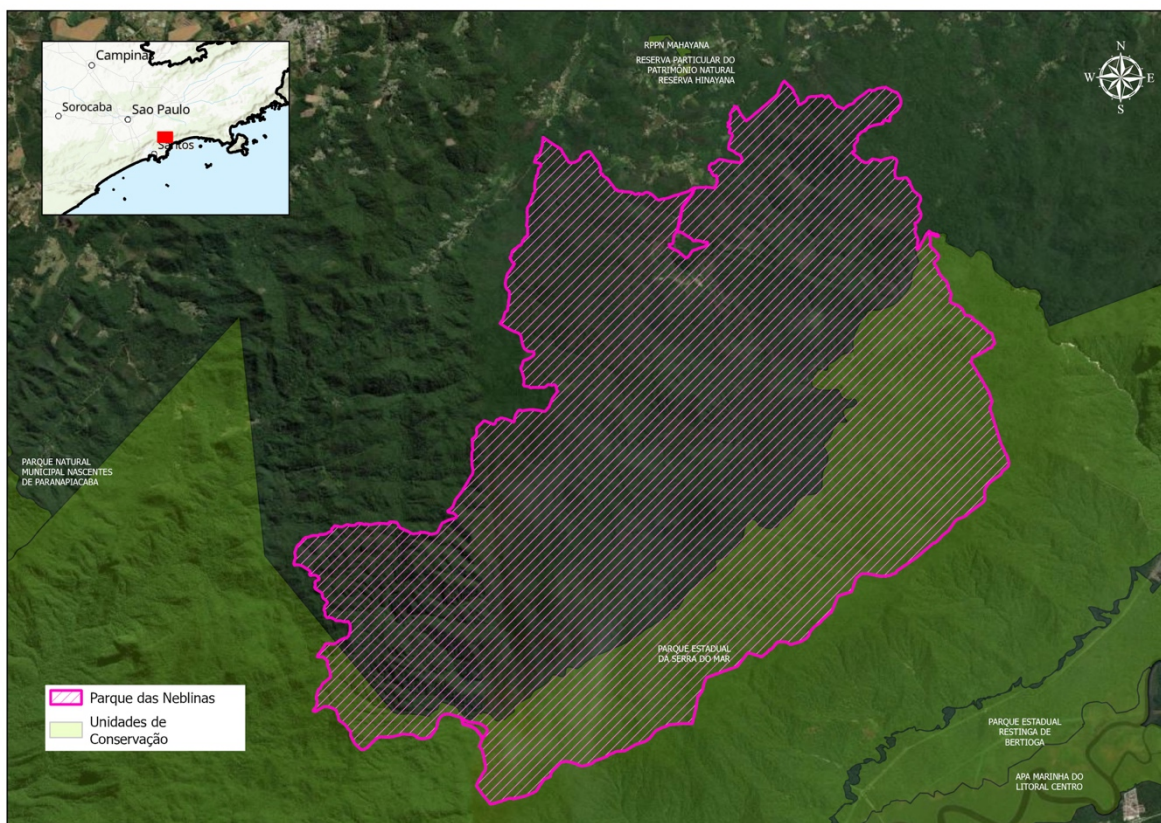 Campinas
Sorocaba
Sao Paulo
Santos
RPPN MAHAYANA
RESERVA PARTICULAR DO
PATRIMÔNIO NATURAL
RESERVA HINAYANA
N
W
E
S
PARQUE NATURAL
MUNICIPAL NASCENTES
DE PARANAPIACABA
PARQUE ESTADUAL
DA SERRA DO MAR
Parque das Neblinas
Unidades de
Conservação
PARQUE ESTADUAL
RESTINGA DE
BERTIOGA
APA MARINHA DO
LITORAL CENTRO